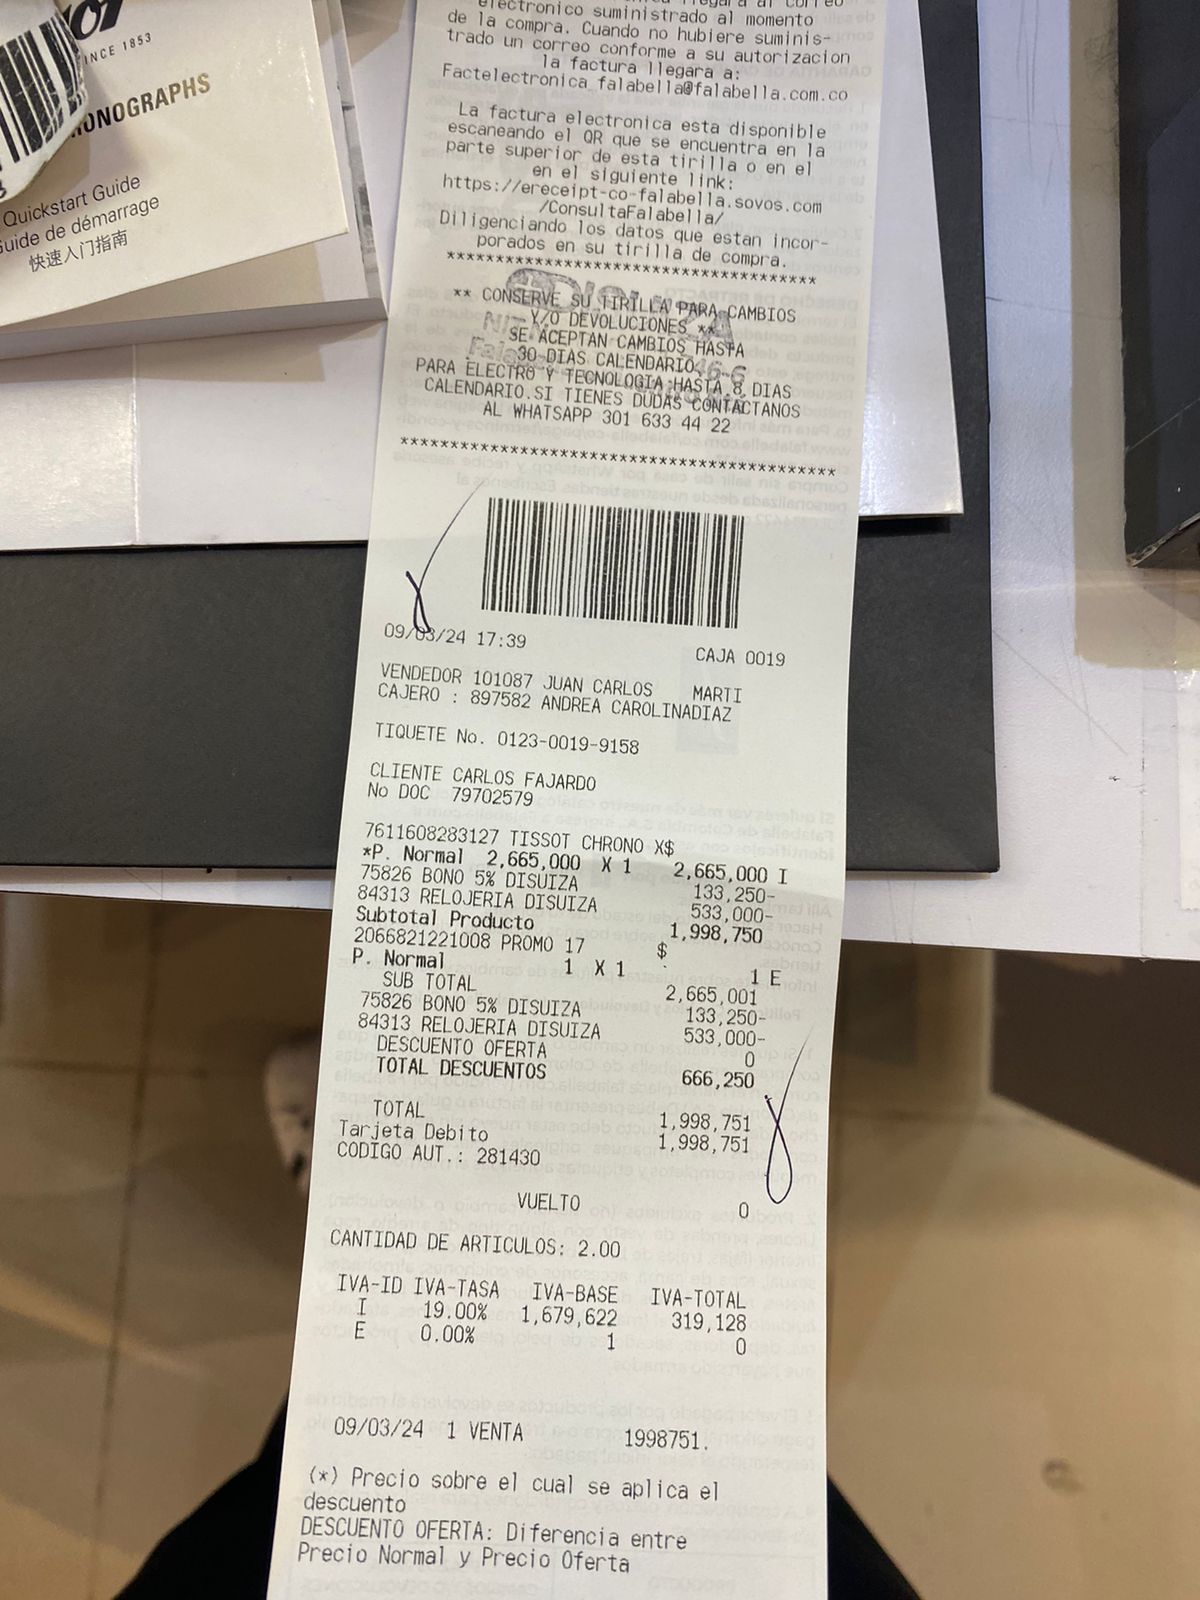 SINCE 1853
CHRONOGRAPHS
Quickstart Guide
Guide de démarrage
快速入门指南
electronico suministrado al momento
de la compra. Cuando no hubiere suminis-
trado un correo conforme a su autorizacion
la factura llegara a:
Factelectronica_falabella@falabella.com.co
La factura electronica esta disponible
escaneando el QR que se encuentra en la
parte superior de esta tirilla o en el
en el siguiente link:
https://ereceipt-co-falabella.sovos.com
/ConsultaFalabella/
Diligenciando los datos que estan incor-
porados en su tirilla de compra.
*************************************
** CONSERVE SU TIRILLA PARA CAMBIOS
Y/O DEVOLUCIONES **
SE ACEPTAN CAMBIOS HASTA
30 DIAS CALENDARIO
PARA ELECTRO Y TECNOLOGIA HASTA 8 DIAS
CALENDARIO.SI TIENES DUDAS CONTACTANOS
AL WHATSAPP 301 633 44 22
********************************************
09/03/24 17:39 CAJA 0019
VENDEDOR 101087 JUAN CARLOS MARTI
CAJERO : 897582 ANDREA CAROLINADIAZ
TIQUETE No. 0123-0019-9158
CLIENTE CARLOS FAJARDO
No DOC 79702579
7611608283127 TISSOT CHRONO X$
*P. Normal 2,665,000 X 1 2,665,000 I
75826 BONO 5% DISUIZA 133,250-
84313 RELOJERIA DISUIZA 533,000-
Subtotal Producto 1,998,750
2066821221008 PROMO 17 $
P. Normal 1 X 1 1 E
SUB TOTAL 2,665,001
75826 BONO 5% DISUIZA 133,250-
84313 RELOJERIA DISUIZA 533,000-
DESCUENTO OFERTA 0
TOTAL DESCUENTOS 666,250
TOTAL 1,998,751
Tarjeta Debito 1,998,751
CODIGO AUT.: 281430
VUELTO 0
CANTIDAD DE ARTICULOS: 2.00
IVA-ID IVA-TASA IVA-BASE IVA-TOTAL
I 19.00% 1,679,622 319,128
E 0.00% 1 0
09/03/24 1 VENTA 1998751.
(*) Precio sobre el cual se aplica el
descuento
DESCUENTO OFERTA: Diferencia entre
Precio Normal y Precio Oferta